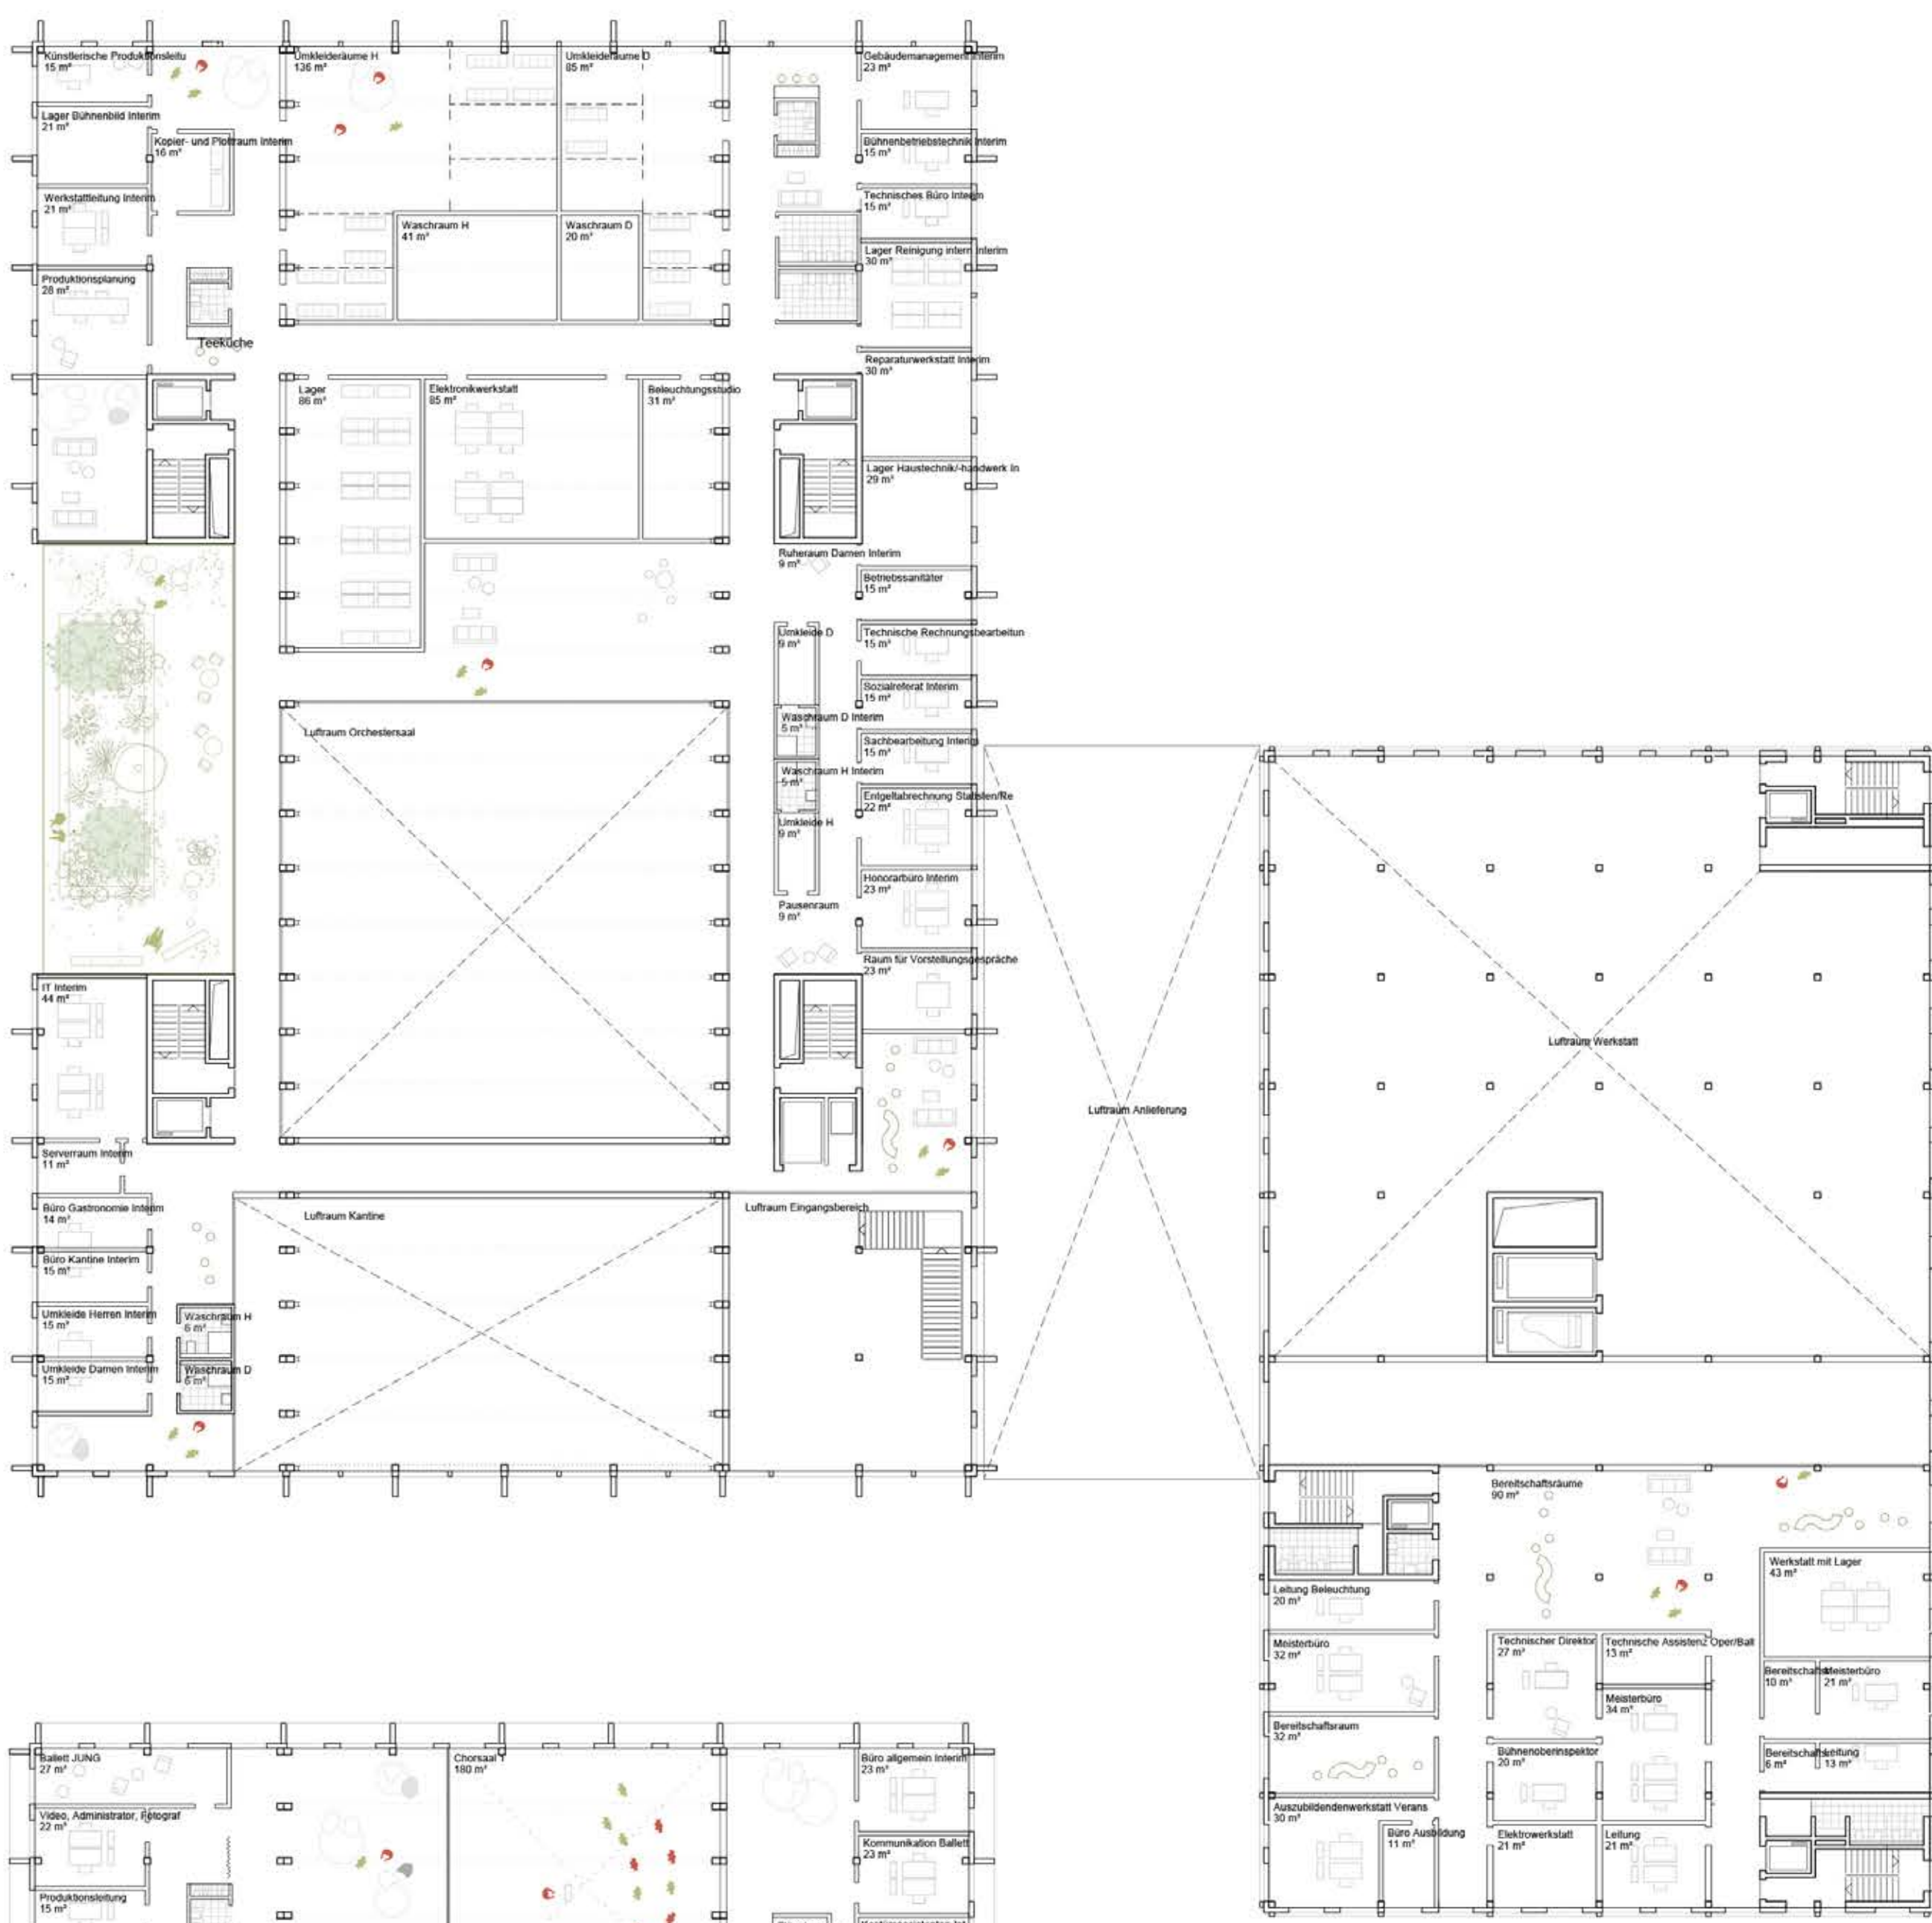 Künstlerische Produktionsleitu
15 m²
Lager Bühnenbild Interim
21 m²
Kopier- und Plottraum Interim
16 m²
Werkstattleitung Interim
21 m²
Produktionsplanung
28 m²
Teeküche
Umkleideräume H
136 m²
Umkleideräume D
85 m²
Waschraum H
41 m²
Waschraum D
20 m²
Gebäudemanagement Interim
23 m²
Bühnenbetriebstechnik Interim
15 m²
Technisches Büro Interim
15 m²
Lager Reinigung intern Interim
30 m²
Reparaturwerkstatt Interim
30 m²
Lager
86 m²
Elektronikwerkstatt
85 m²
Beleuchtungsstudio
31 m²
Lager Haustechnik/-handwerk In
29 m²
Ruheraum Damen Interim
9 m²
Betriebssanitäter
15 m²
Umkleide D
9 m²
Technische Rechnungsbearbeitun
15 m²
Sozialreferat Interim
15 m²
Waschraum D Interim
5 m²
Sachbearbeitung Interim
15 m²
Waschraum H Interim
5 m²
Entgeltabrechnung Statisten/Re
22 m²
Umkleide H
9 m²
Honorarbüro Interim
23 m²
Pausenraum
9 m²
Raum für Vorstellungsgespräche
23 m²
Luftraum Orchestersaal
IT Interim
44 m²
Serverraum Interim
11 m²
Büro Gastronomie Interim
14 m²
Büro Kantine Interim
15 m²
Umkleide Herren Interim
15 m²
Waschraum H
6 m²
Umkleide Damen Interim
15 m²
Waschraum D
6 m²
Luftraum Kantine
Luftraum Eingangsbereich
Luftraum Anlieferung
Luftraum Werkstatt
Bereitschaftsräume
90 m²
Werkstatt mit Lager
43 m²
Leitung Beleuchtung
20 m²
Meisterbüro
32 m²
Technischer Direktor
27 m²
Technische Assistenz Oper/Ball
13 m²
Meisterbüro
34 m²
10 m²
Meisterbüro
21 m²
Bereitschaftsraum
32 m²
Bühnenoberinspektor
20 m²
6 m²
Leitung
13 m²
Auszubildendenwerkstatt Verans
30 m²
Büro Ausbildung
11 m²
Elektrowerkstatt
21 m²
Leitung
21 m²
Ballett JUNG
27 m²
Video, Administrator, Fotograf
22 m²
Produktionsleitung
15 m²
Chorsaal 1
180 m²
Büro allgemein Interim
23 m²
Kommunikation Ballett
23 m²